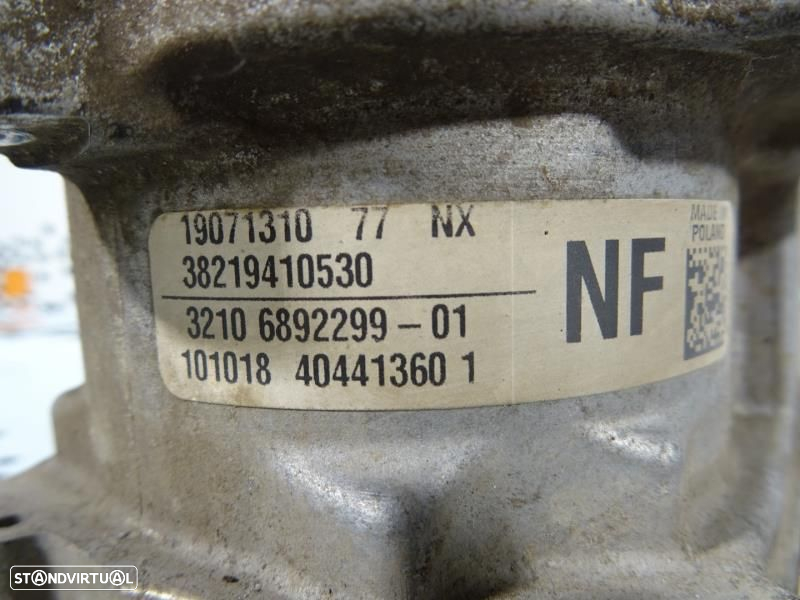 19071310 77 NX
38219410530
3210 6892299-01
101018 40441360 1
NF
MADE IN
POLAND
STANDVIRTUAL